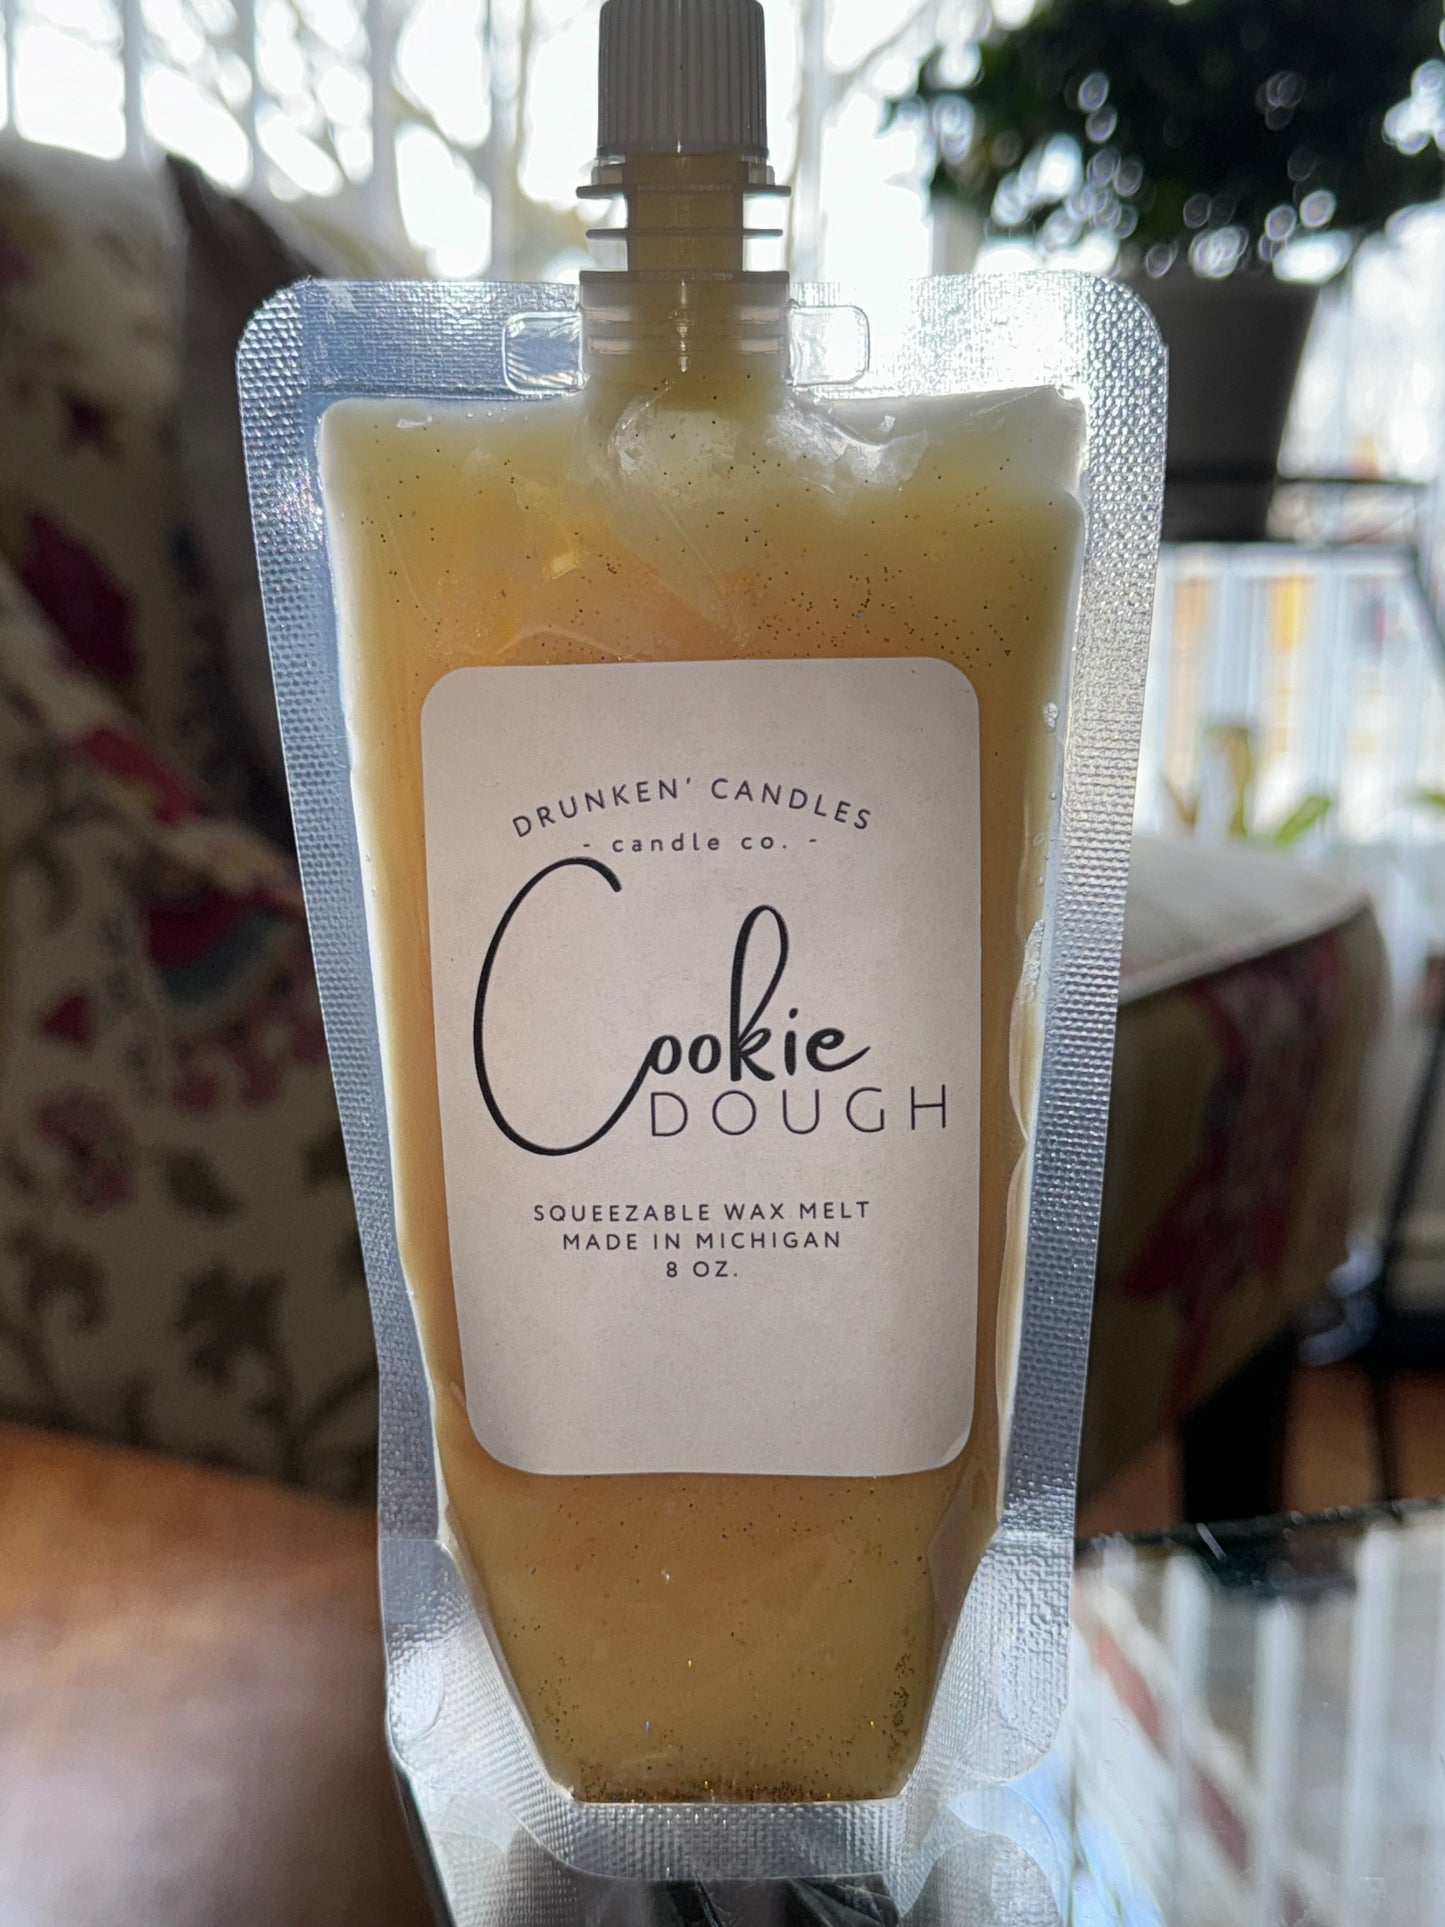 DRUNKEN' CANDLES
- candle co. -
Cookie
DOUGH
SQUEEZABLE WAX MELT
MADE IN MICHIGAN
8 OZ.